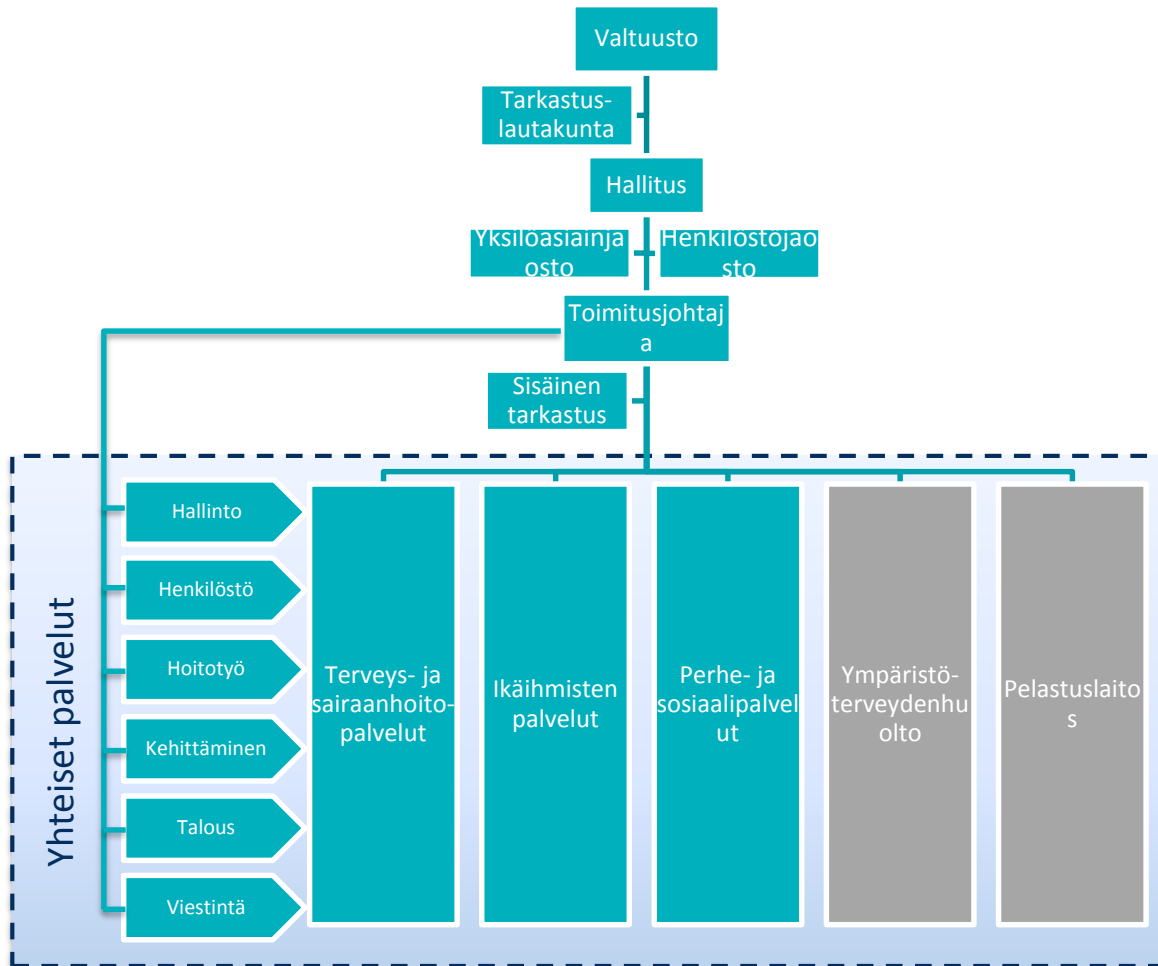 Valtuusto
Tarkastus-
lautakunta
Hallitus
Yksilöasiainja
osto
Henkilöstöjao
sto
Toimitusjohtaj
a
Sisäinen
tarkastus
Yhteiset palvelut
Hallinto
Henkilöstö
Hoitotyö
Kehittäminen
Talous
Viestintä
Terveys- ja
sairaanhoito-
palvelut
Ikäihmisten
palvelut
Perhe- ja
sosiaalipalvel
ut
Ympäristö-
terveydenhu
olto
Pelastuslaito
s